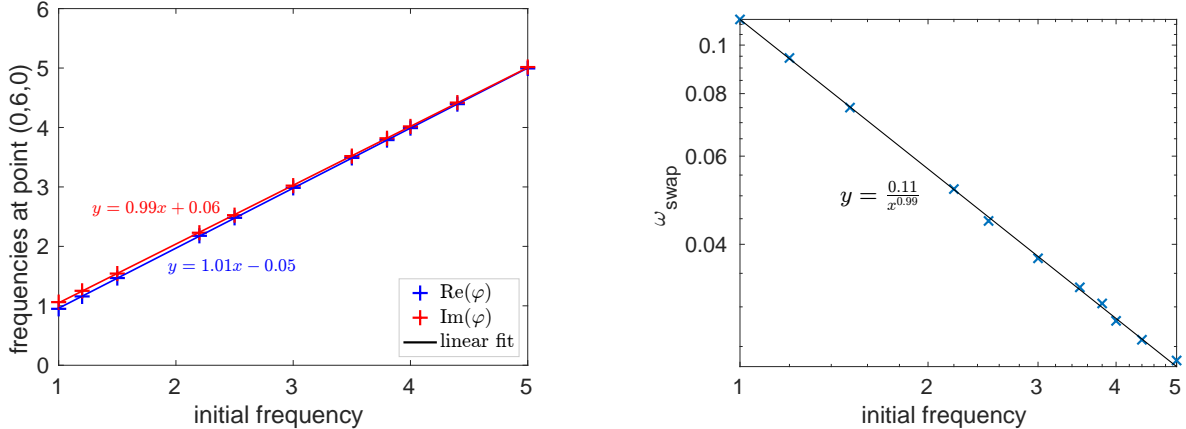 frequencies at point (0,6,0)
6
5
4
3
2
1
0
y = 0.99x + 0.06
y = 1.01x − 0.05
Re(φ)
Im(φ)
linear fit
1 2 3 4 5
initial frequency
ω_swap
0.1
0.08
0.06
0.04
y = 0.11/x^0.99
1 2 3 4 5
initial frequency